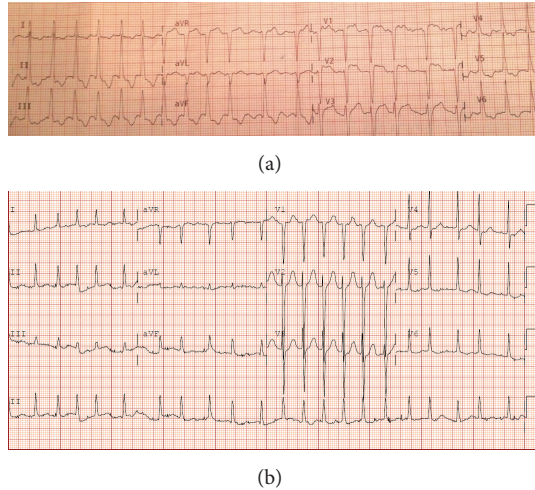 I aVR V1 V4
II aVL V2 V5
III aVF V3 V6
(a)
I aVR V1 V4
II aVL V2 V5
III aVF V3 V6
II
(b)